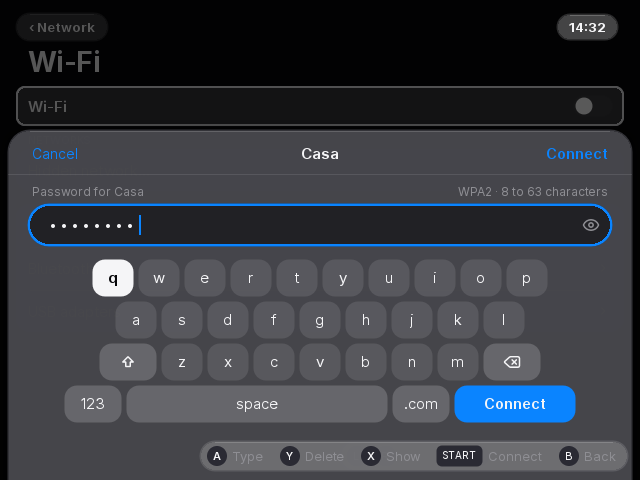 ‹ Network
14:32
Wi-Fi
Wi-Fi
Cancel
Casa
Connect
Password for Casa
WPA2 · 8 to 63 characters
••••••••
q w e r t y u i o p
a s d f g h j k l
z x c v b n m
123 space .com Connect
A Type Y Delete X Show START Connect B Back